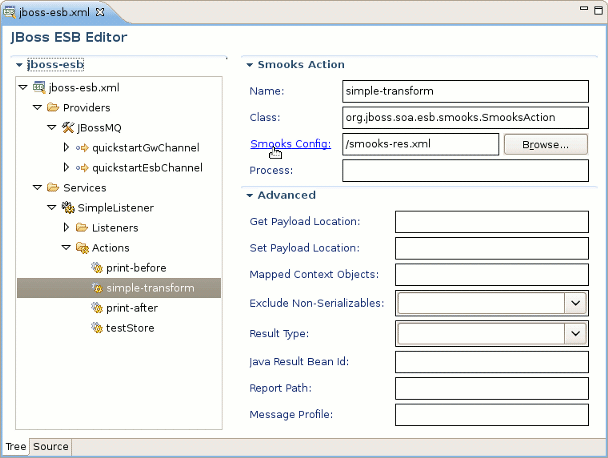 jboss-esb.xml
JBoss ESB Editor
jboss-esb
jboss-esb.xml
Providers
JBossMQ
quickstartGwChannel
quickstartEsbChannel
Services
SimpleListener
Listeners
Actions
print-before
simple-transform
print-after
testStore
Smooks Action
Name: simple-transform
Class: org.jboss.soa.esb.smooks.SmooksAction
Smooks Config: /smooks-res.xml Browse...
Process:
Advanced
Get Payload Location:
Set Payload Location:
Mapped Context Objects:
Exclude Non-Serializables:
Result Type:
Java Result Bean Id:
Report Path:
Message Profile:
Tree Source